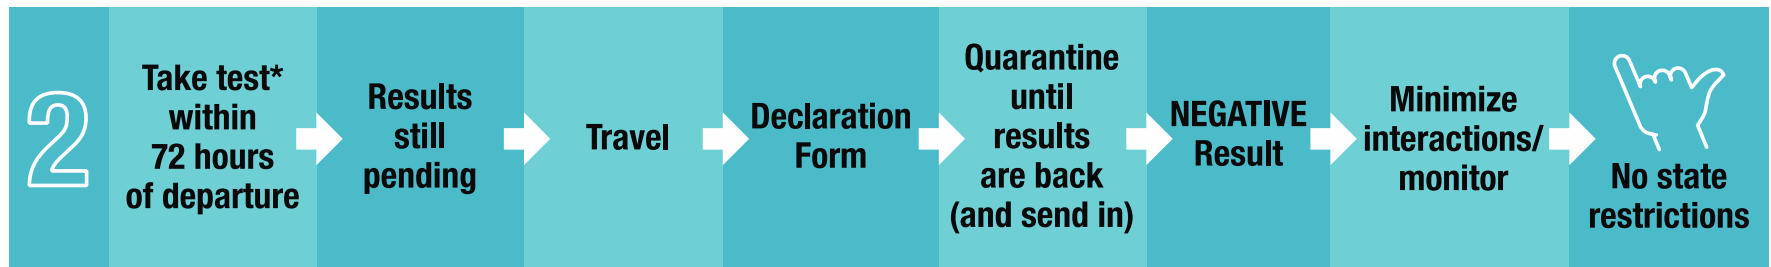 2
Take test*
within
72 hours
of departure
Results
still
pending
Travel
Declaration
Form
Quarantine
until
results
are back
(and send in)
NEGATIVE
Result
Minimize
interactions/
monitor
No state
restrictions